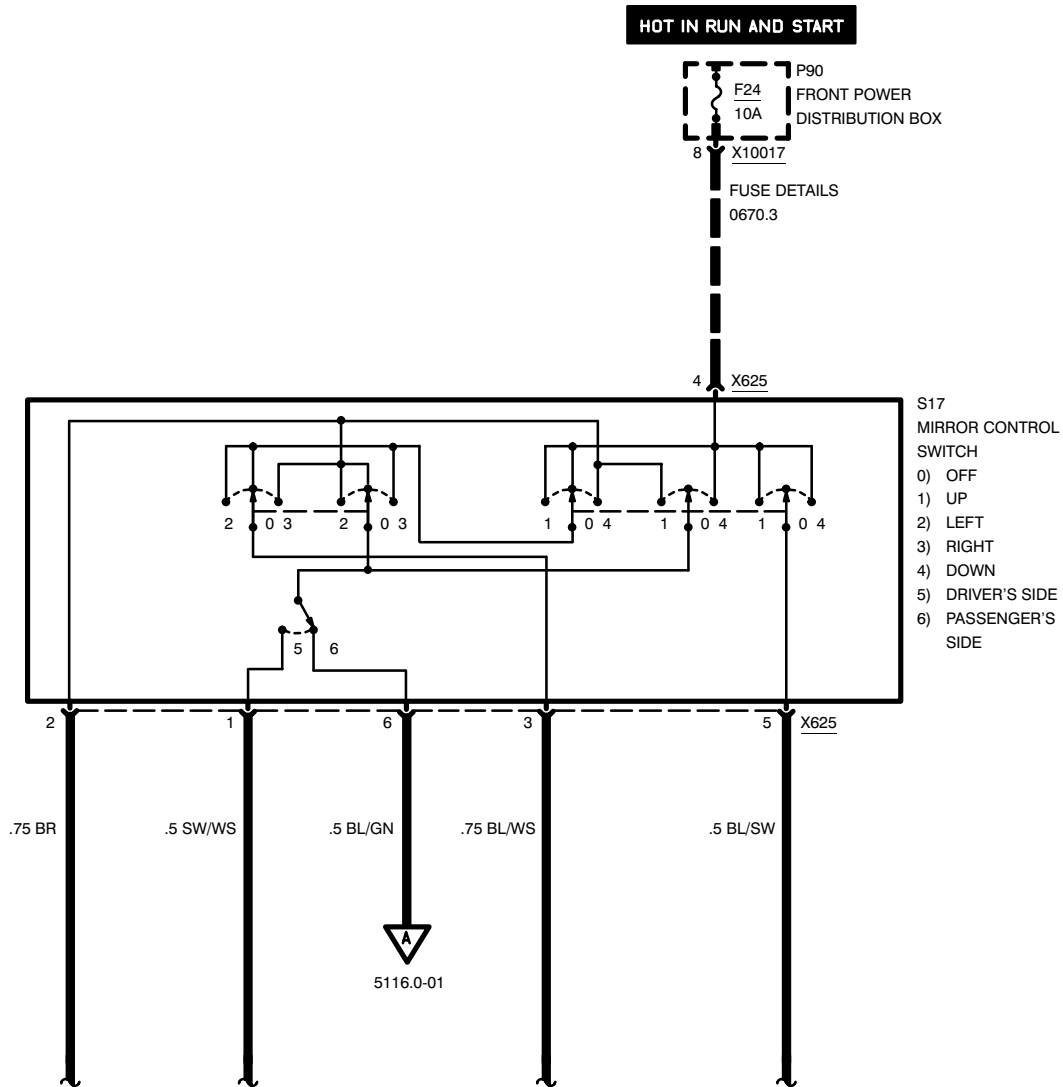 HOT IN RUN AND START
P90
F24
FRONT POWER
10A
DISTRIBUTION BOX
8 X10017
FUSE DETAILS
0670.3
4 X625
S17
MIRROR CONTROL
SWITCH
0) OFF
1) UP
2) LEFT
3) RIGHT
4) DOWN
5) DRIVER'S SIDE
6) PASSENGER'S
SIDE
2 0 3 2 0 3 1 0 4 1 0 4 1 0 4
5 6
2 1 6 3 5 X625
.75 BR .5 SW/WS .5 BL/GN .75 BL/WS .5 BL/SW
A
5116.0-01